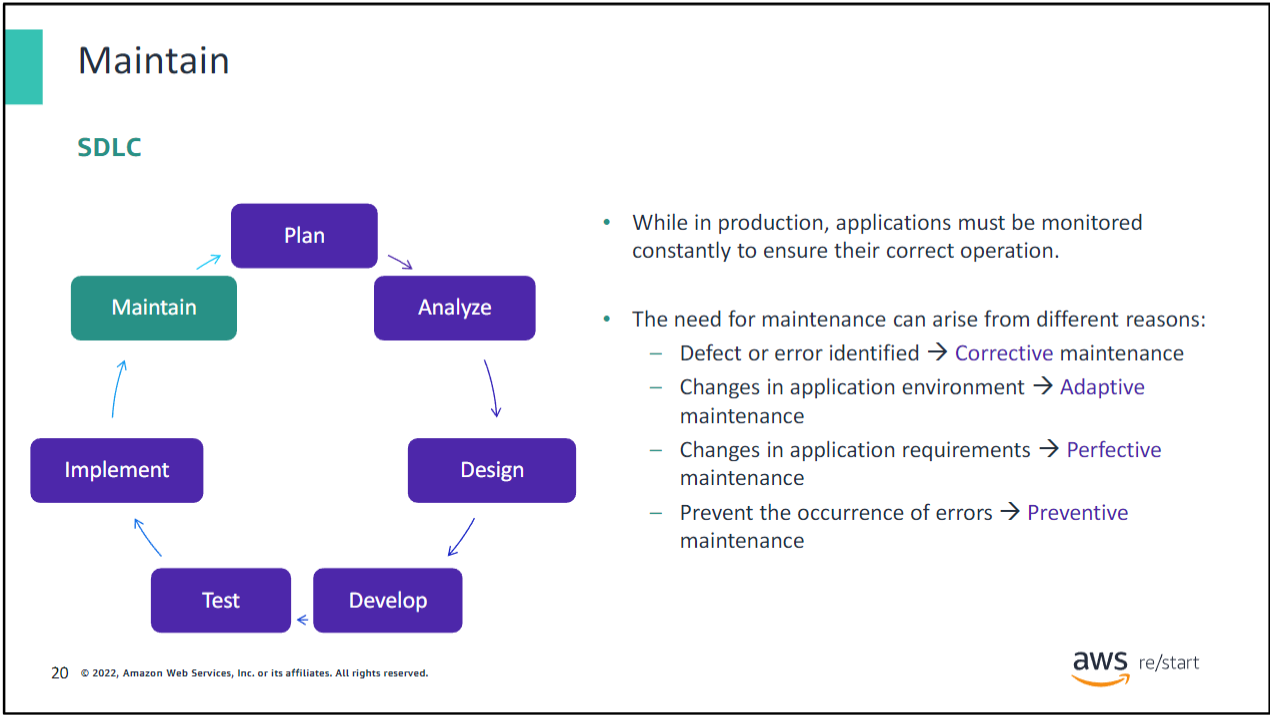 Maintain
SDLC
Plan
Analyze
Design
Develop
Test
Implement
Maintain
• While in production, applications must be monitored
constantly to ensure their correct operation.
• The need for maintenance can arise from different reasons:
– Defect or error identified → Corrective maintenance
– Changes in application environment → Adaptive
maintenance
– Changes in application requirements → Perfective
maintenance
– Prevent the occurrence of errors → Preventive
maintenance
20 © 2022, Amazon Web Services, Inc. or its affiliates. All rights reserved.
aws re/start